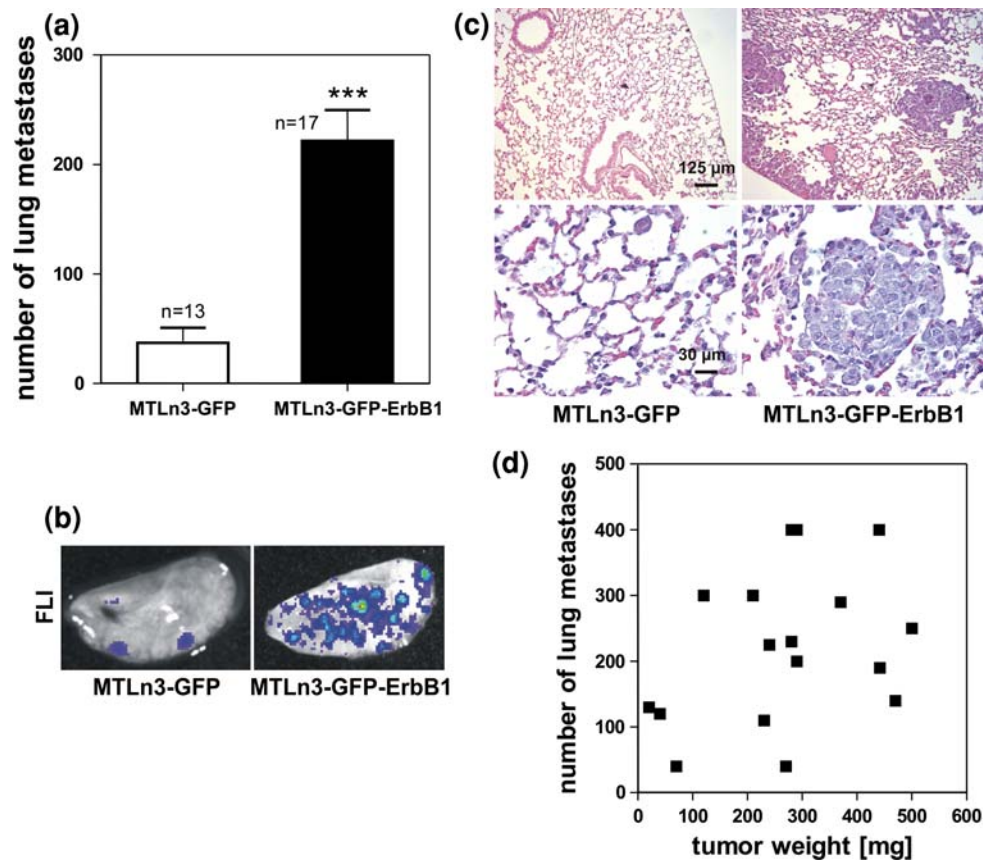 (a)
number of lung metastases
300
200
100
0
n=13
n=17
***
MTLn3-GFP
MTLn3-GFP-ErbB1
(b)
FLI
MTLn3-GFP
MTLn3-GFP-ErbB1
(c)
125 µm
30 µm
MTLn3-GFP
MTLn3-GFP-ErbB1
(d)
number of lung metastases
500
400
300
200
100
0
0 100 200 300 400 500 600
tumor weight [mg]